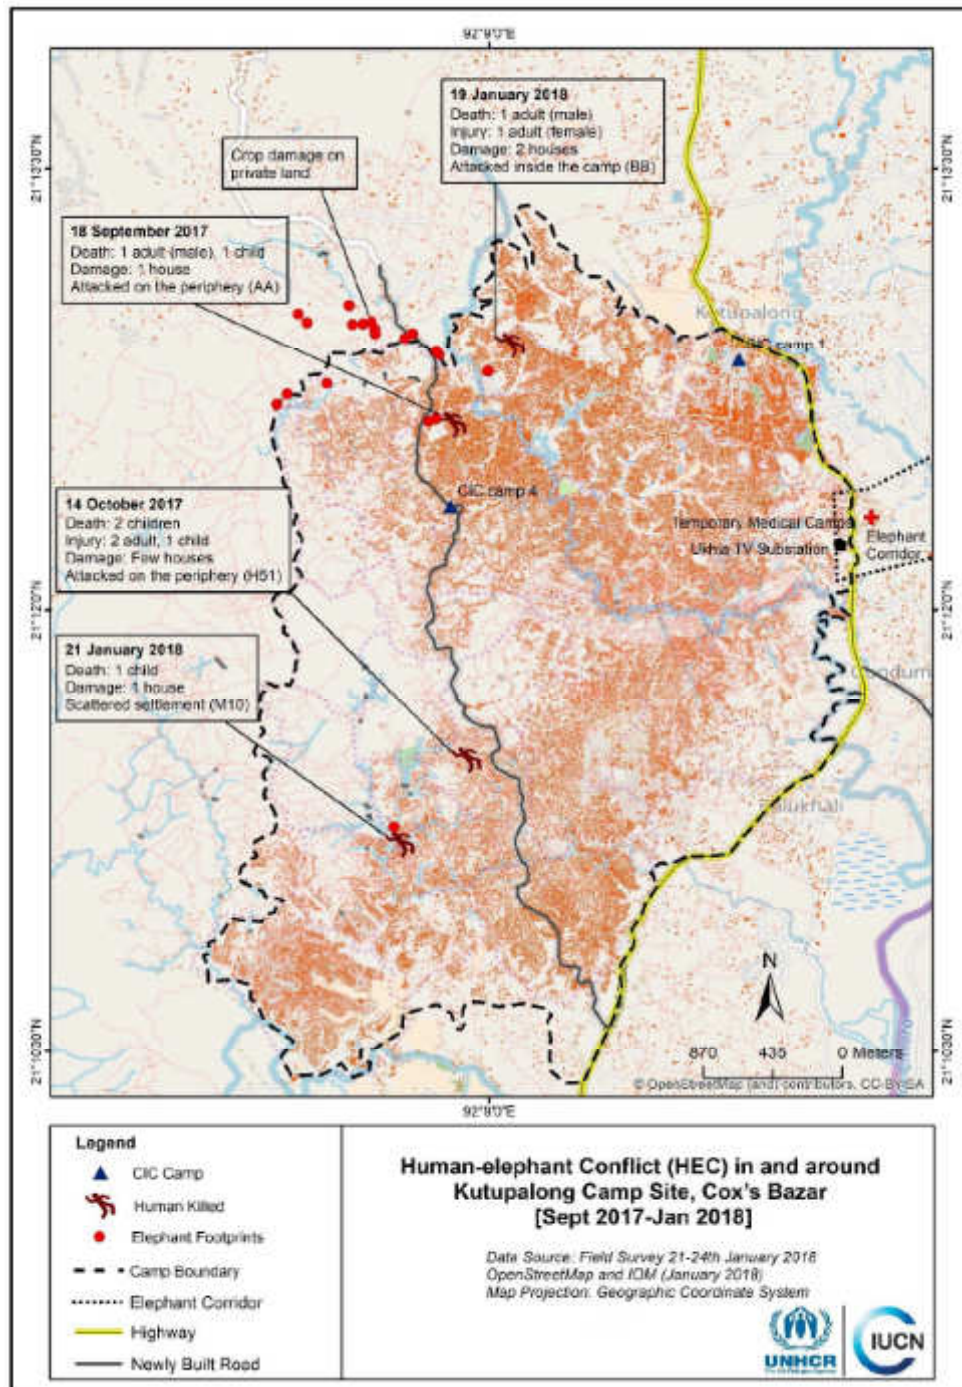 92°9'0"E
21°13'30"N
21°13'30"N
19 January 2018
Death: 1 adult (male)
Injury: 1 adult (female)
Damage: 2 houses
Attacked inside the camp (BB)
Crop damage on
private land
18 September 2017
Death: 1 adult (male), 1 child
Damage: 1 house
Attacked on the periphery (AA)
Kutupalong
CIC camp 1
14 October 2017
Death: 2 children
Injury: 2 adult, 1 child
Damage: Few houses
Attacked on the periphery (H51)
CIC camp 4
Temporary Medical Camps
Ukhia TV Substation
Elephant
Corridor
21°12'0"N
21°12'0"N
21 January 2018
Death: 1 child
Damage: 1 house
Scattered settlement (M10)
N
21°10'30"N
21°10'30"N
870 435 0 Meters
© OpenStreetMap (and) contributors, CC-BY-SA
92°9'0"E
Legend
CIC Camp
Human Killed
Elephant Footprints
Camp Boundary
Elephant Corridor
Highway
Newly Built Road
Human-elephant Conflict (HEC) in and around
Kutupalong Camp Site, Cox's Bazar
[Sept 2017-Jan 2018]
Data Source: Field Survey 21-24th January 2018
OpenStreetMap and IOM (January 2018)
Map Projection: Geographic Coordinate System
UNHCR
IUCN